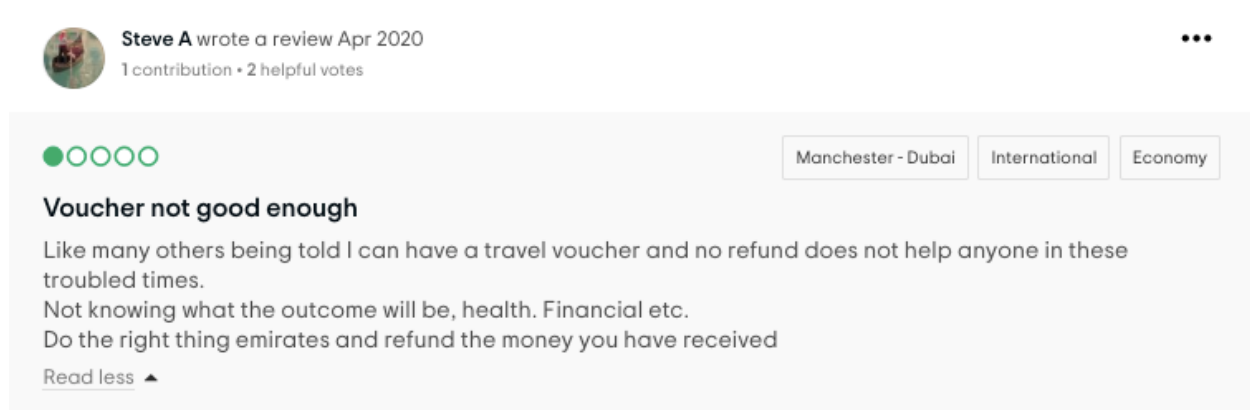 Steve A wrote a review Apr 2020
1 contribution • 2 helpful votes
Manchester - Dubai
International
Economy
Voucher not good enough
Like many others being told I can have a travel voucher and no refund does not help anyone in these
troubled times.
Not knowing what the outcome will be, health. Financial etc.
Do the right thing emirates and refund the money you have received
Read less